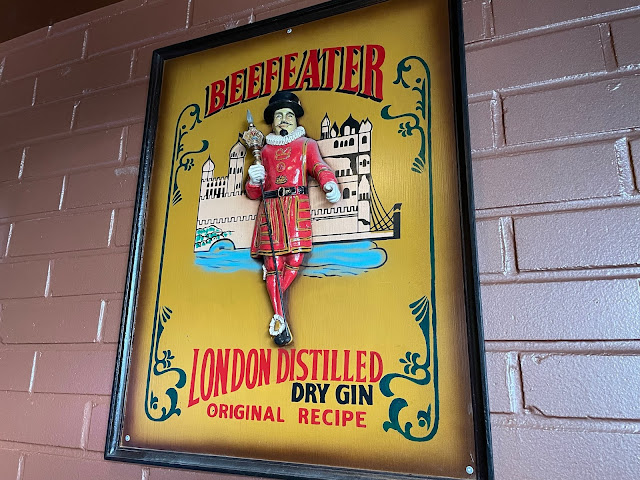 BEEFEATER
LONDON DISTILLED
DRY GIN
ORIGINAL RECIPE